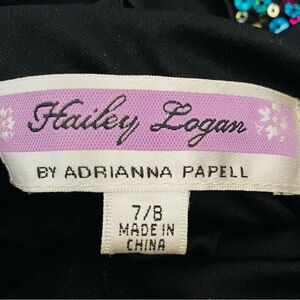 Hailey Logan
BY ADRIANNA PAPELL
7/8
MADE IN
CHINA